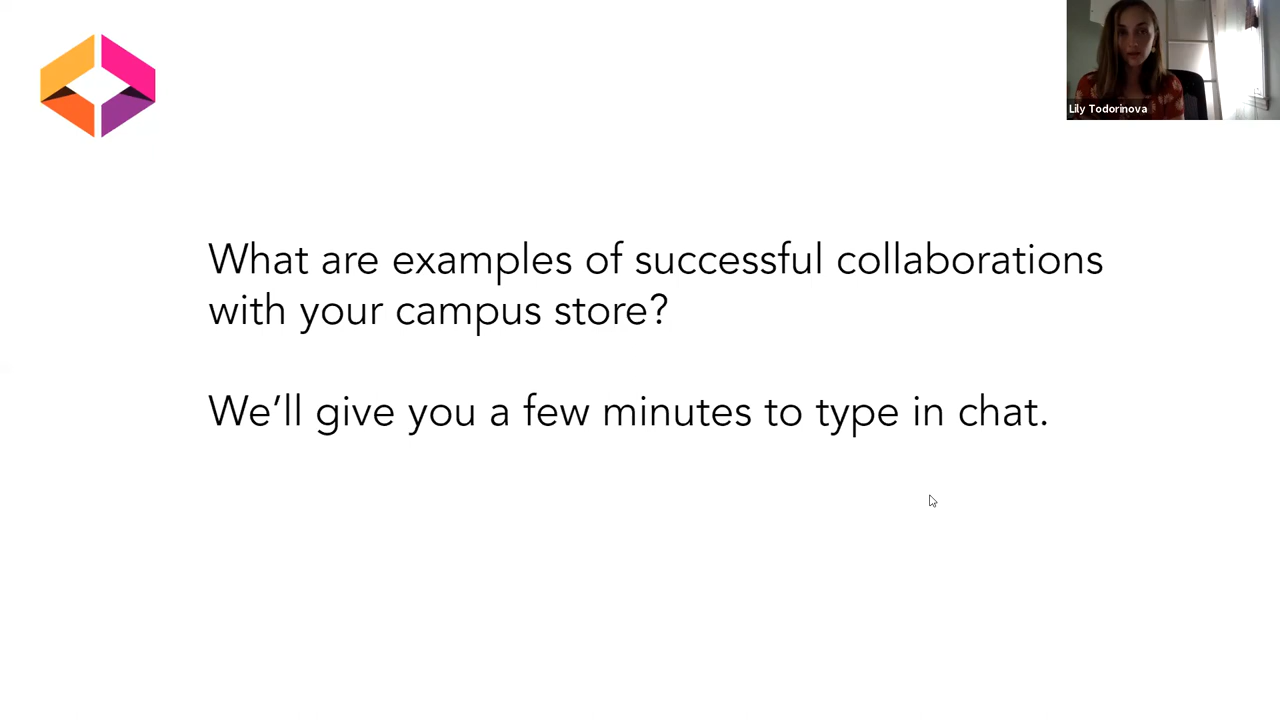 Lily Todorinova
What are examples of successful collaborations
with your campus store?
We’ll give you a few minutes to type in chat.